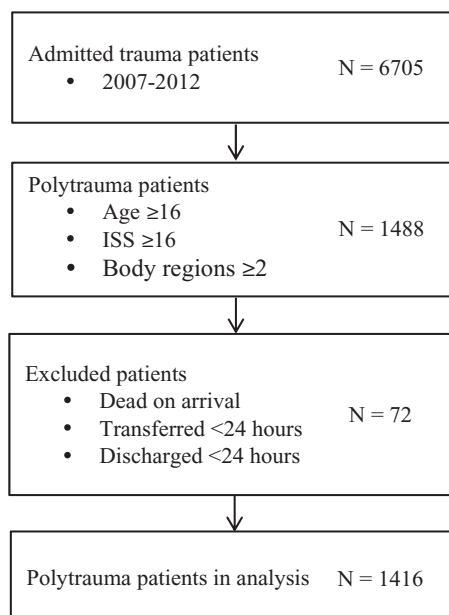 Admitted trauma patients N = 6705
• 2007-2012
Polytrauma patients
• Age ≥16
• ISS ≥16 N = 1488
• Body regions ≥2
Excluded patients
• Dead on arrival
• Transferred <24 hours N = 72
• Discharged <24 hours
Polytrauma patients in analysis N = 1416